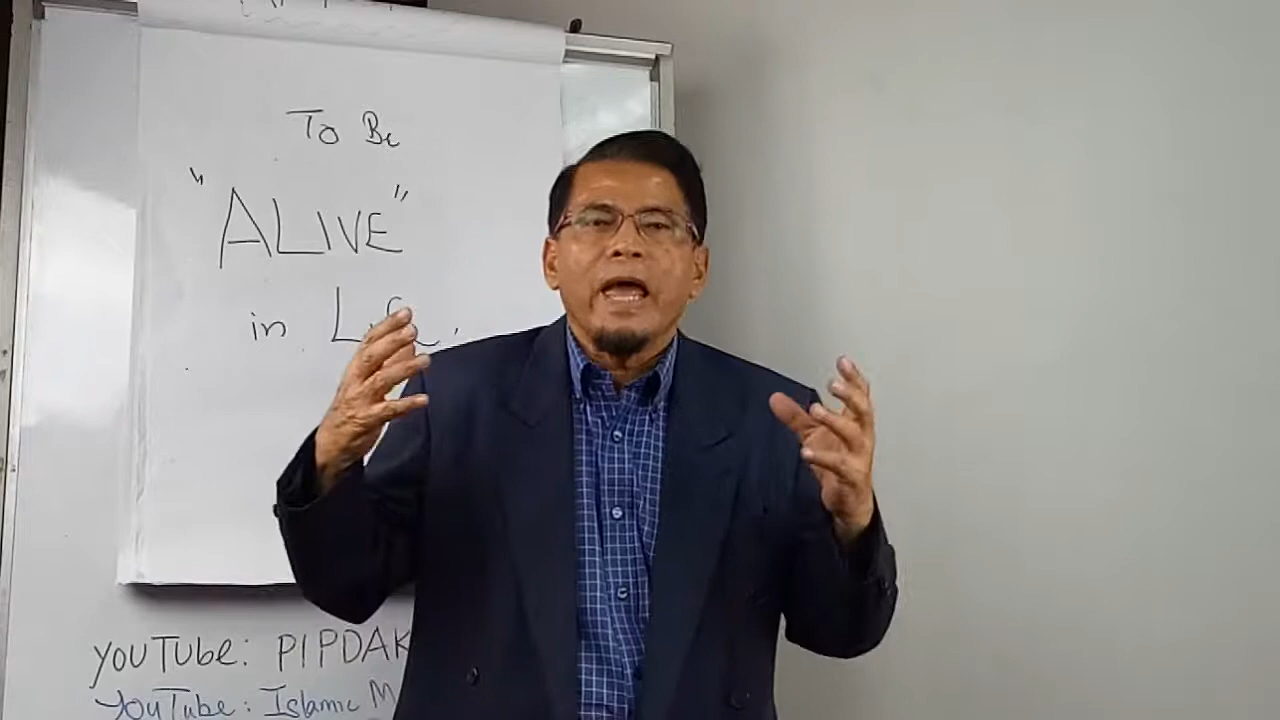 To Be
"ALIVE"
in
YouTube: PIPDAK
YouTube: Islamic M